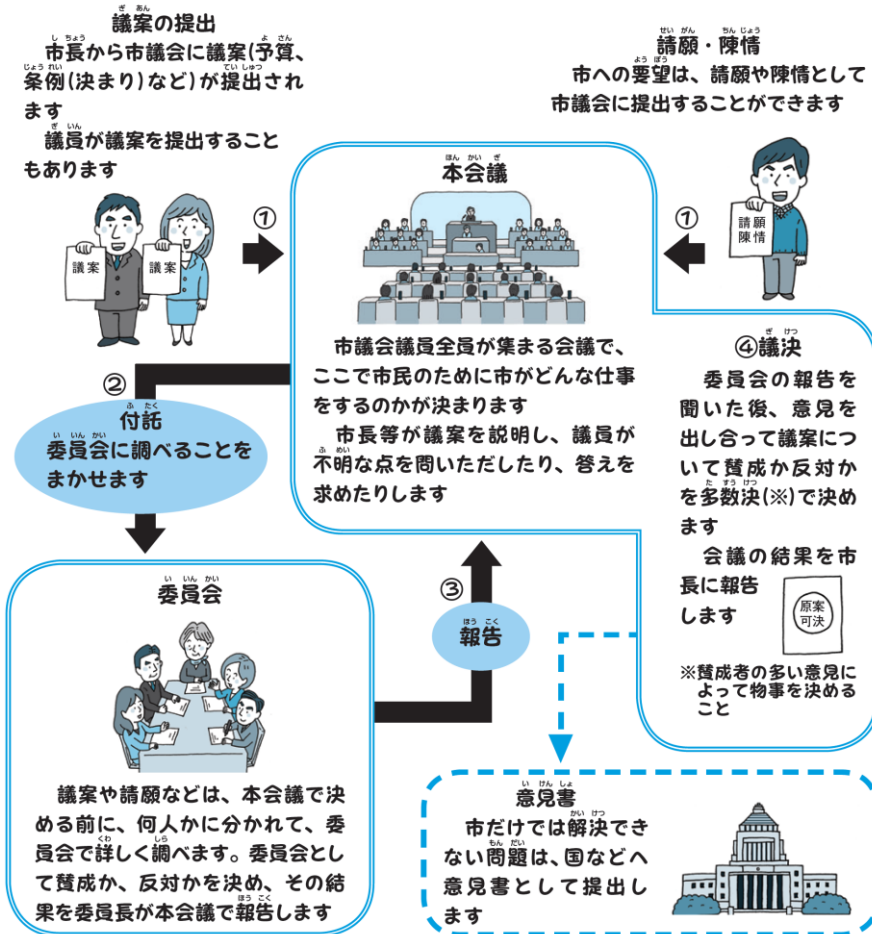 議案の提出
市長から市議会に議案(予算、
条例(決まり)など)が提出され
ます
議員が議案を提出すること
もあります
議案
議案
①
請願・陳情
市への要望は、請願や陳情として
市議会に提出することができます
請願
陳情
①
本会議
市議会議員全員が集まる会議で、
ここで市民のために市がどんな仕事
をするのかが決まります
市長等が議案を説明し、議員が
不明な点を問いただしたり、答えを
求めたりします
②
付託
委員会に調べることを
まかせます
委員会
議案や請願などは、本会議で決
める前に、何人かに分かれて、委
員会で詳しく調べます。委員会とし
て賛成か、反対かを決め、その結
果を委員長が本会議で報告します
③
報告
④議決
委員会の報告を
聞いた後、意見を
出し合って議案につ
いて賛成か反対か
を多数決(※)で決め
ます
会議の結果を市
長に報告
します
原案
可決
※賛成者の多い意見に
よって物事を決める
こと
意見書
市だけでは解決でき
ない問題は、国などへ
意見書として提出し
ます